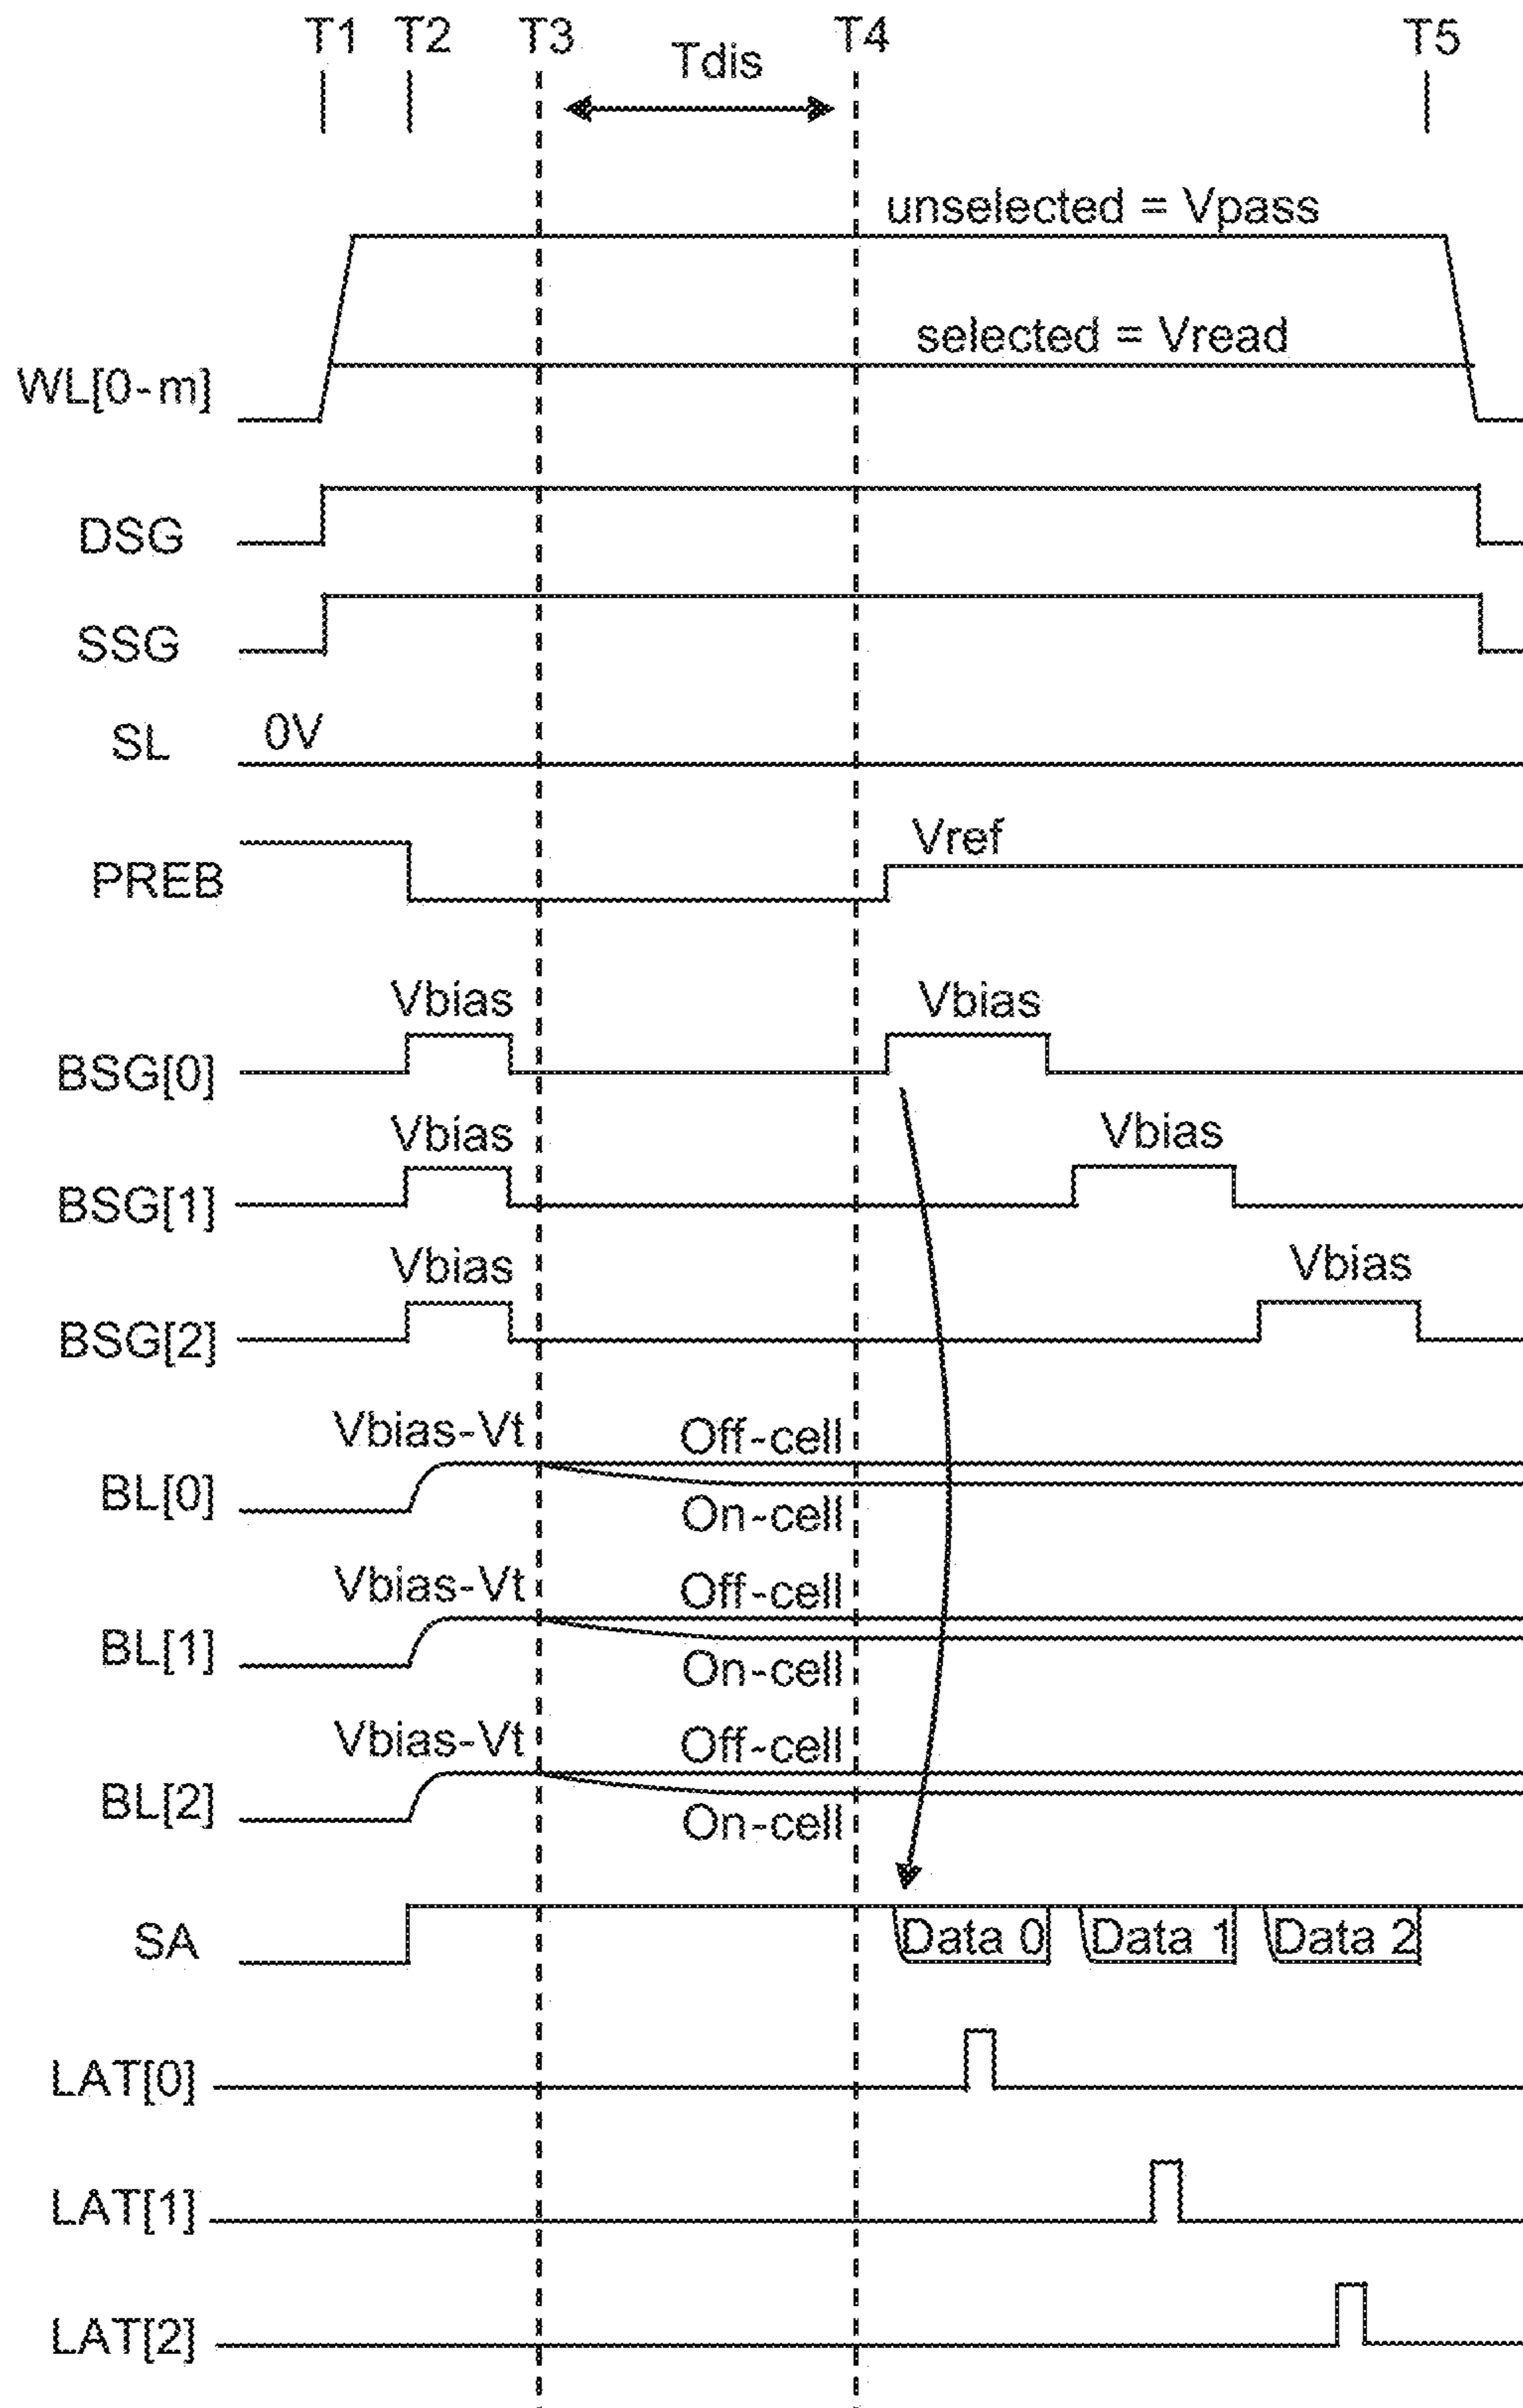 T1 T2 T3 Tdis T4 T5
unselected = Vpass
selected = Vread
WL[0-m]
DSG
SSG
SL 0V
PREB Vref
Vbias Vbias
BSG[0]
Vbias Vbias
BSG[1]
Vbias Vbias
BSG[2]
Vbias-Vt Off-cell
BL[0]
On-cell
Vbias-Vt Off-cell
BL[1]
On-cell
Vbias-Vt Off-cell
BL[2]
On-cell
SA Data 0 Data 1 Data 2
LAT[0]
LAT[1]
LAT[2]